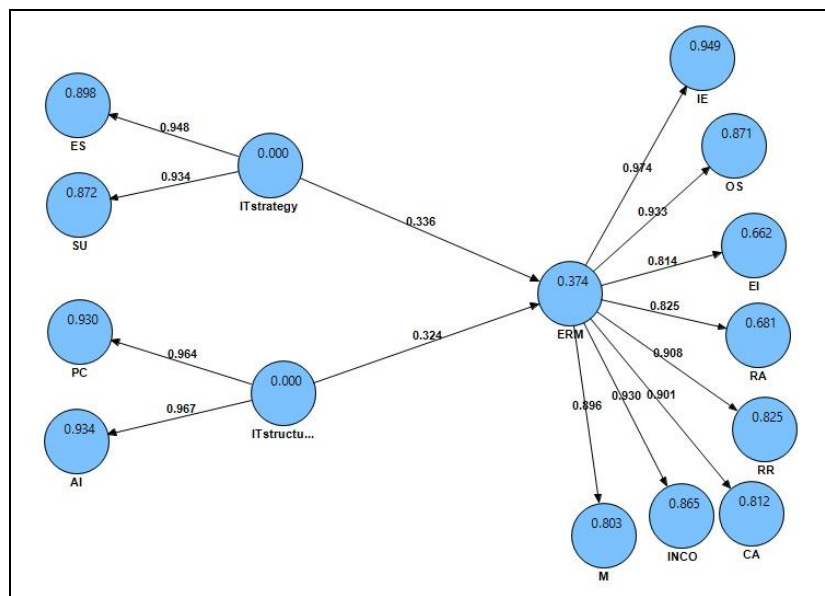 0.949
IE
0.898
ES
0.948
0.871
OS
0.000
ITstrategy
0.934
0.974
0.872
SU
0.933
0.336
0.662
EI
0.814
0.374
ERM
0.825
0.681
RA
0.930
PC
0.964
0.324
0.908
0.000
ITstructu...
0.967
0.896
0.930
0.901
0.825
RR
0.934
AI
0.803
M
0.865
INCO
0.812
CA